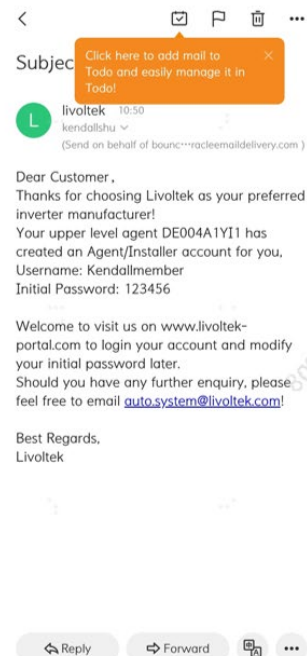 Subjec
Click here to add mail to
Todo and easily manage it in
Todo!
L
livoltek 10:50
kendallshu
(Send on behalf of bounc···racleemaildelivery.com )
Dear Customer ,
Thanks for choosing Livoltek as your preferred
inverter manufacturer!
Your upper level agent DE004A1YI1 has
created an Agent/Installer account for you,
Username: Kendallmember
Initial Password: 123456
Welcome to visit us on www.livoltek-
portal.com to login your account and modify
your initial password later.
Should you have any further enquiry, please
feel free to email auto.system@livoltek.com!
Best Regards,
Livoltek
Reply
Forward